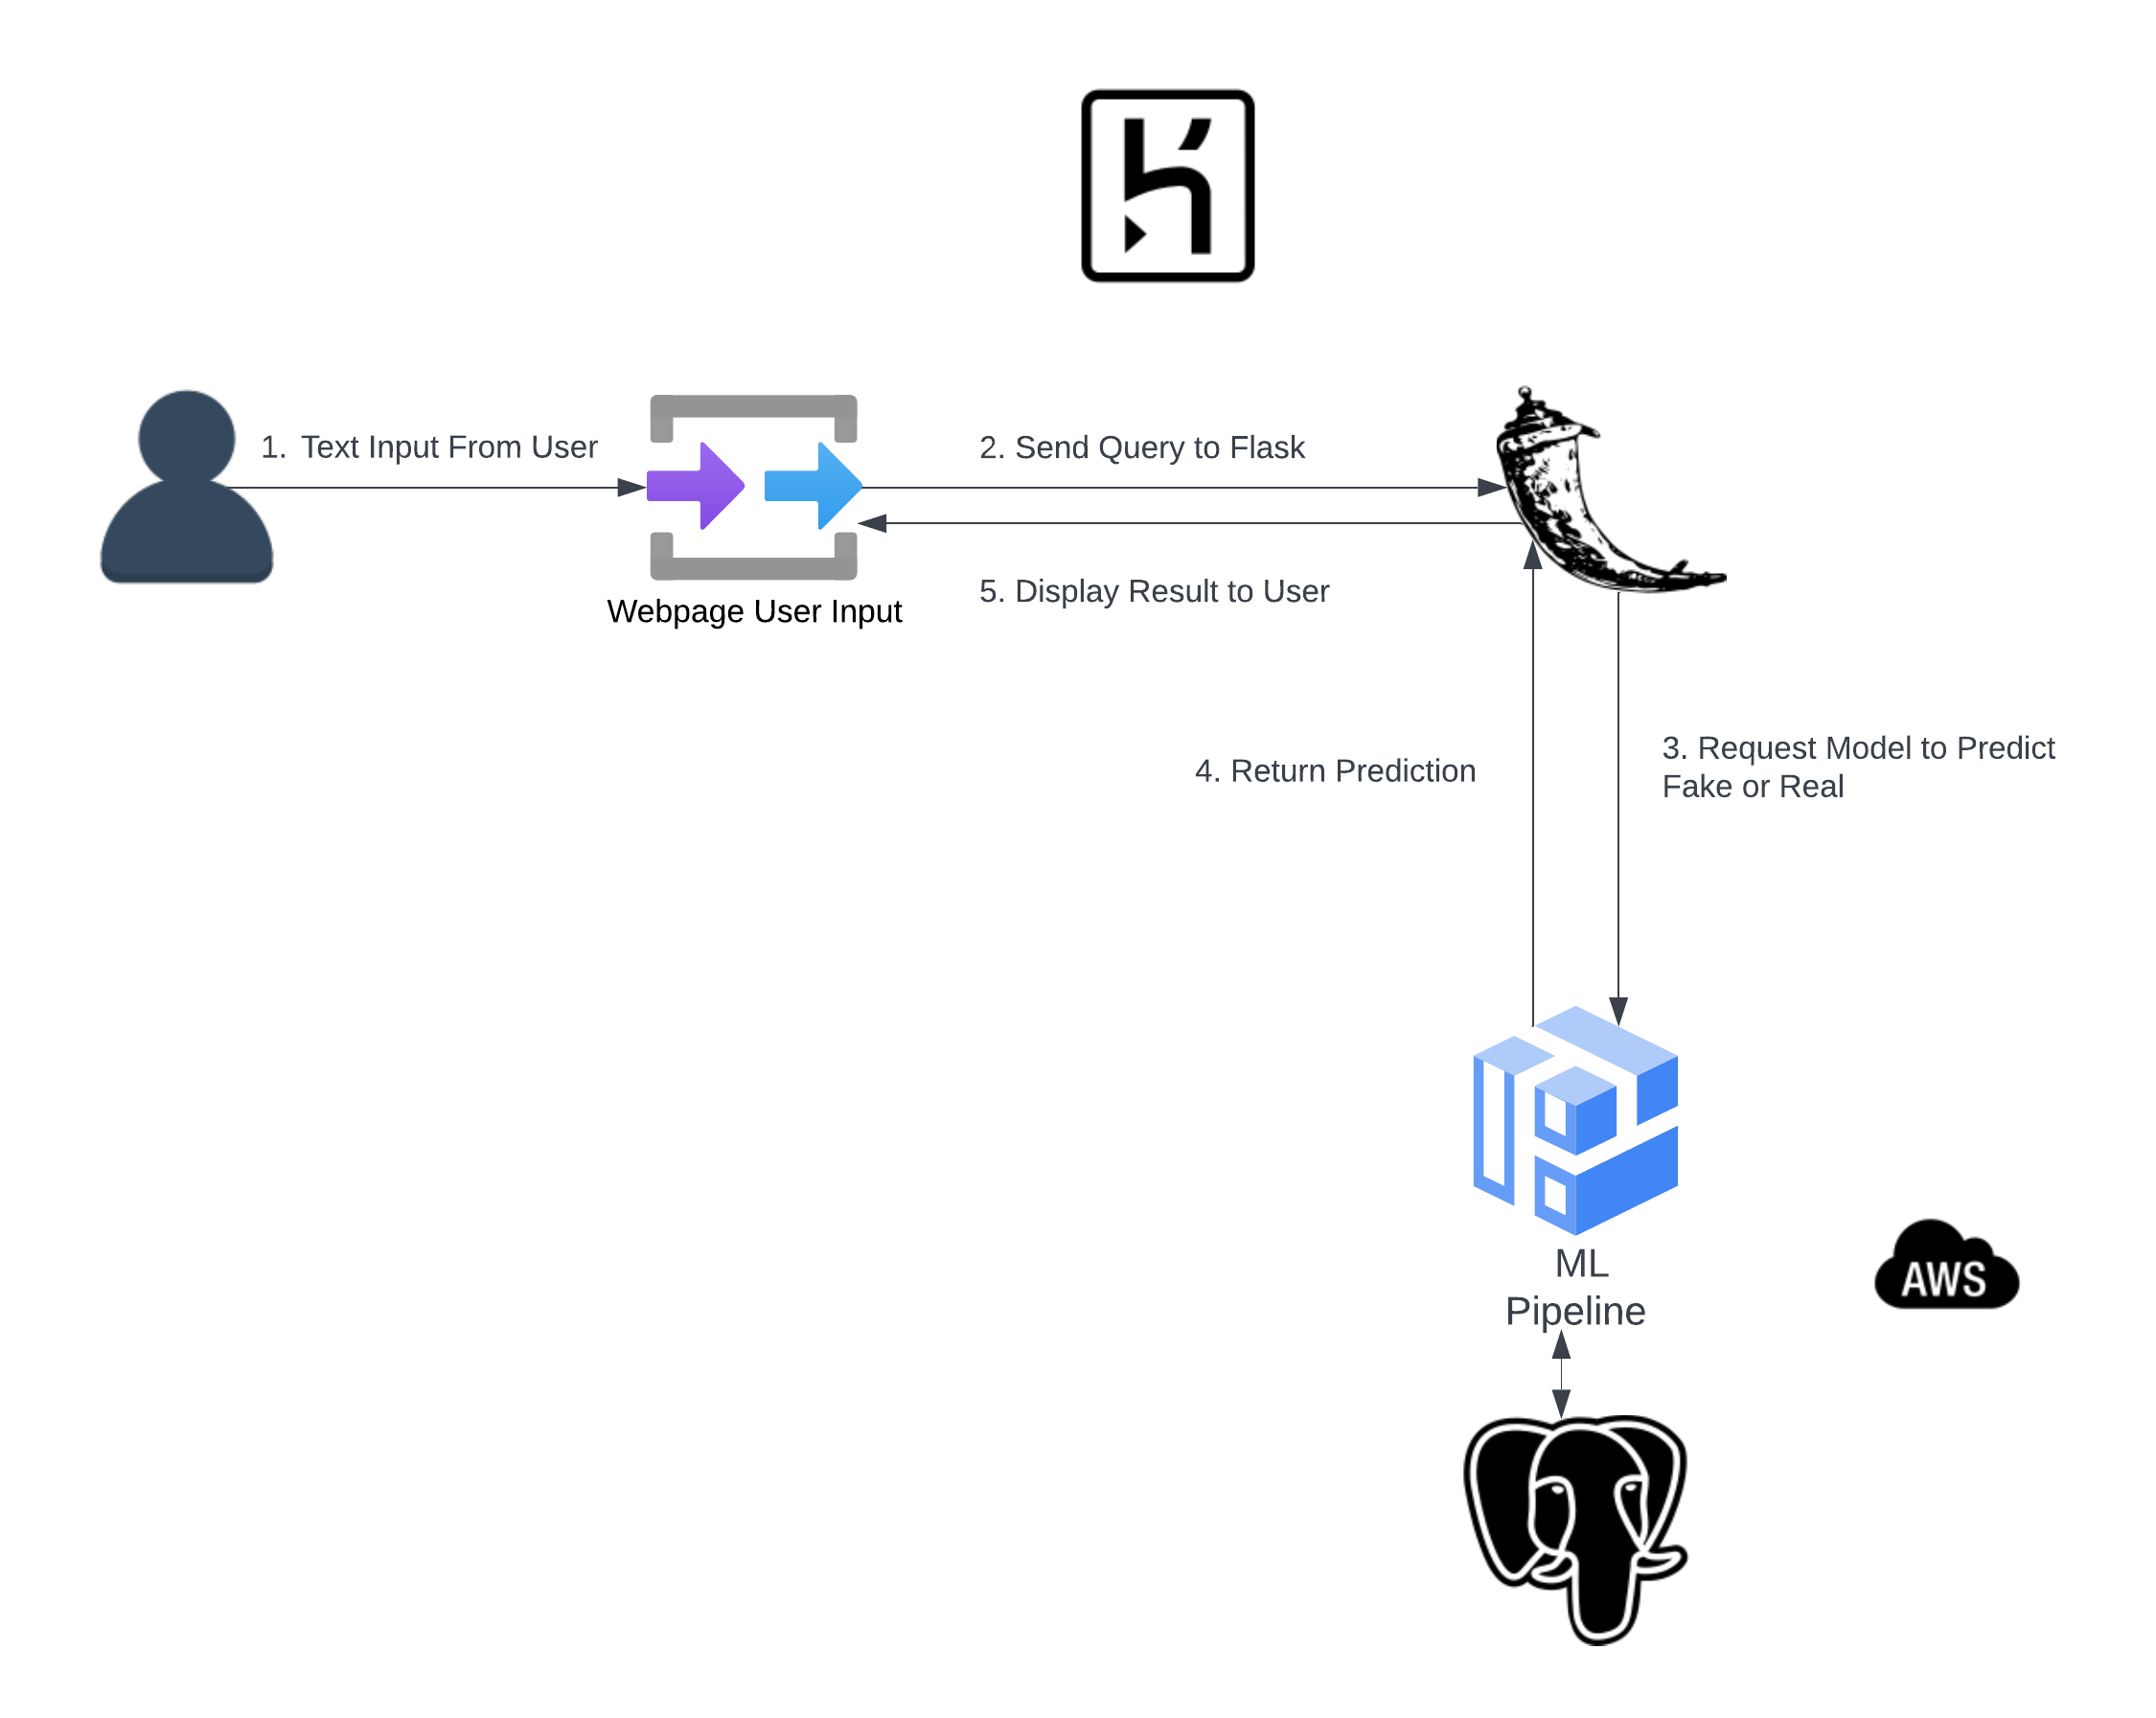 1. Text Input From User
2. Send Query to Flask
Webpage User Input
5. Display Result to User
4. Return Prediction
3. Request Model to Predict
Fake or Real
ML
Pipeline
AWS